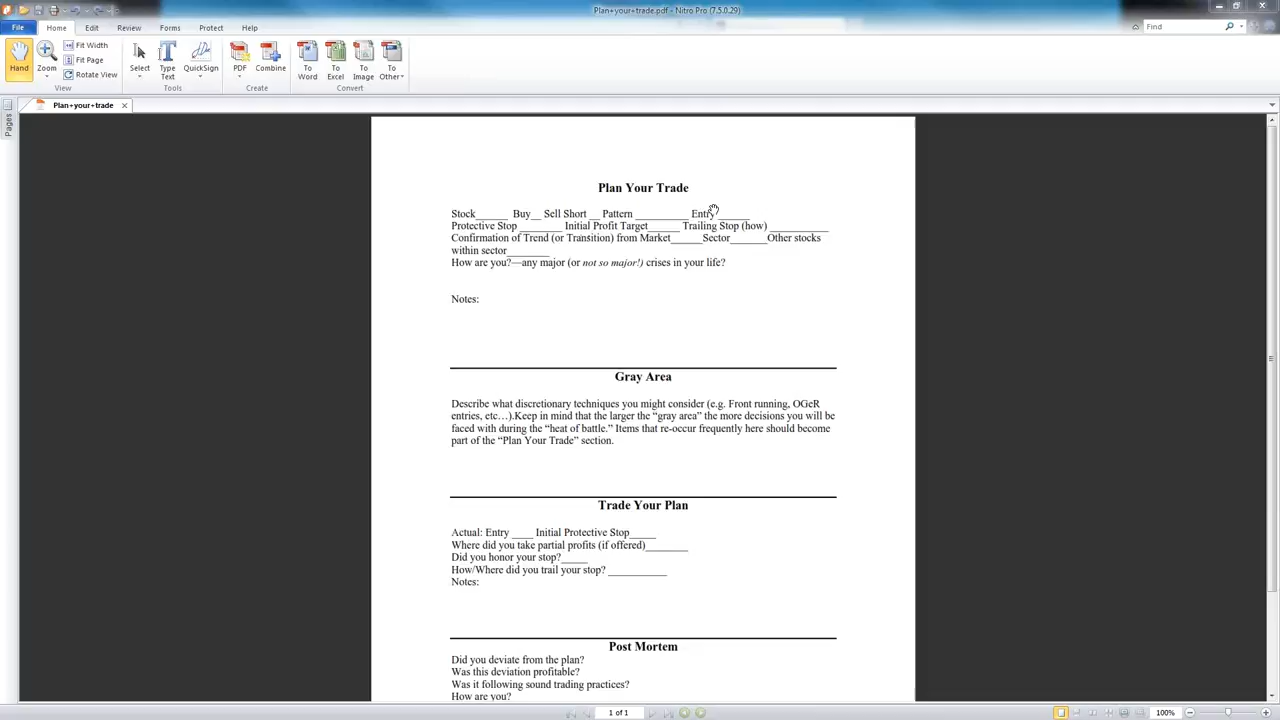 Plan+your+trade.pdf - Nitro Pro (7.5.0.29)
File Home Edit Review Forms Protect Help
Find
Hand
Zoom
Fit Width
Fit Page
Rotate View
View
Select
Type Text
QuickSign
Tools
PDF
Combine
Create
To Word
To Excel
To Image
To Other
Convert
Plan+your+trade
Pages
Plan Your Trade
Stock______ Buy__ Sell Short __ Pattern __________ Entry ______
Protective Stop ________ Initial Profit Target______ Trailing Stop (how) ___________
Confirmation of Trend (or Transition) from Market______Sector_______Other stocks
within sector________
How are you?—any major (or not so major!) crises in your life?
Notes:
Gray Area
Describe what discretionary techniques you might consider (e.g. Front running, OGeR
entries, etc…).Keep in mind that the larger the “gray area” the more decisions you will be
faced with during the “heat of battle.” Items that re-occur frequently here should become
part of the “Plan Your Trade” section.
Trade Your Plan
Actual: Entry ____ Initial Protective Stop_____
Where did you take partial profits (if offered)________
Did you honor your stop?_____
How/Where did you trail your stop? ___________
Notes:
Post Mortem
Did you deviate from the plan?
Was this deviation profitable?
Was it following sound trading practices?
How are you?
1 of 1
100%